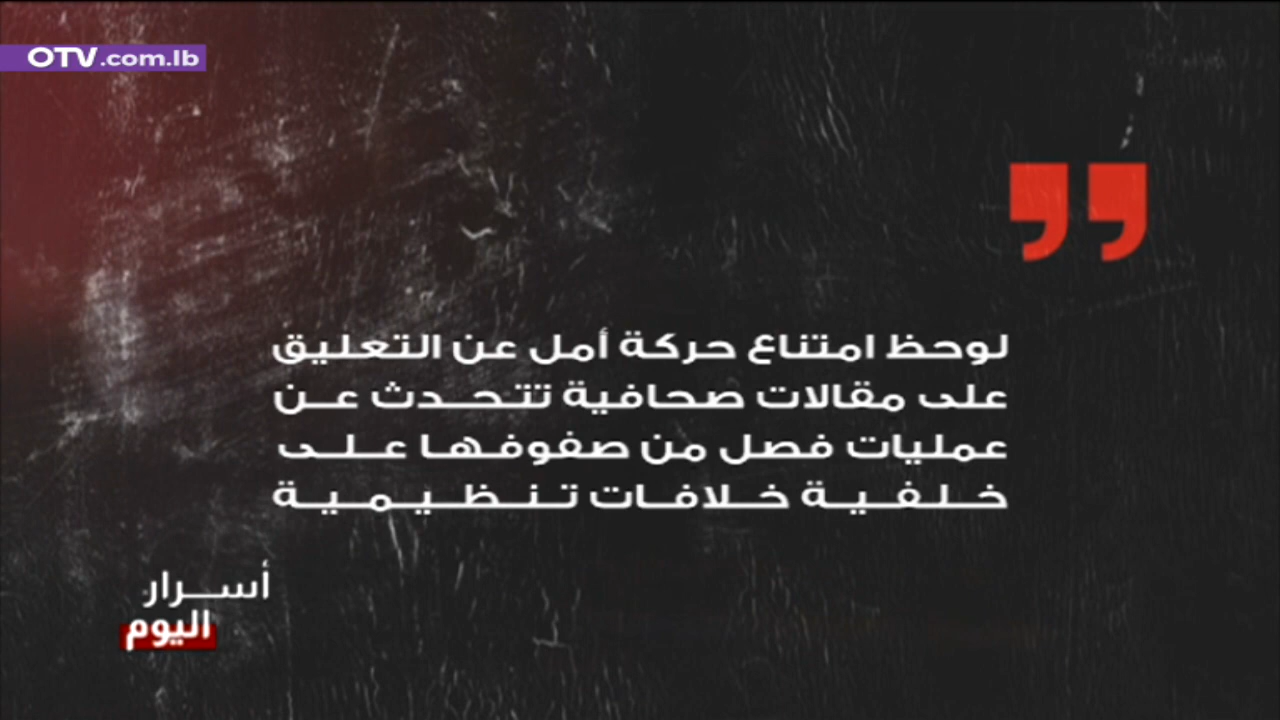 OTV.com.lb
لوحظ امتناع حركة أمل عن التعليق
على مقالات صحافية تتحدث عن
عمليات فصل من صفوفها على
خلفية خلافات تنظيمية
أسرار
اليوم